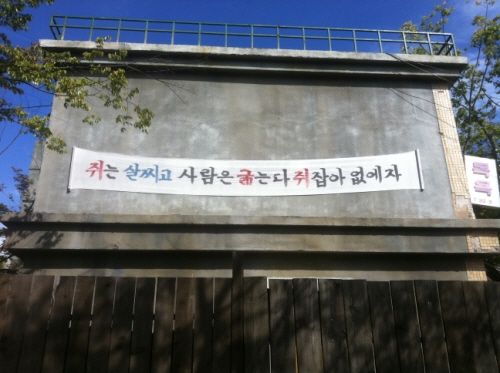 쥐는 살찌고 사람은 굶는다 쥐잡아 없애자